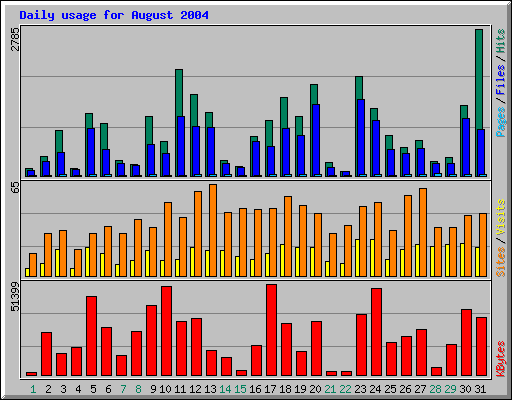 Daily usage for August 2004
2785
Pages / Files / Hits
65
Sites / Visits
51399
KBytes
1 2 3 4 5 6 7 8 9 10 11 12 13 14 15 16 17 18 19 20 21 22 23 24 25 26 27 28 29 30 31